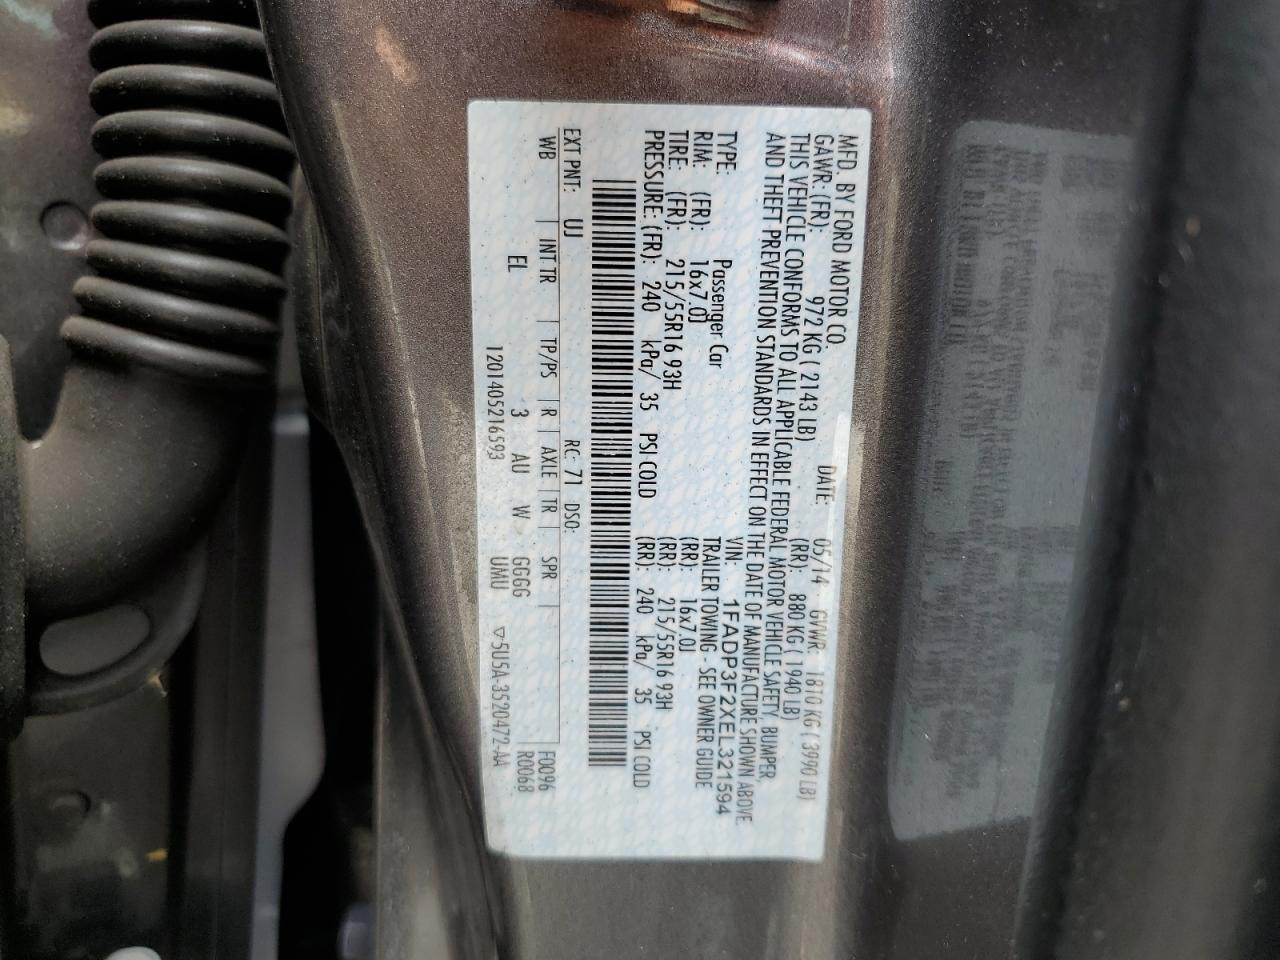 MFD. BY FORD MOTOR CO.
DATE: 05/14 GVWR: 1810 KG ( 3990 LB)
GAWR: (FR): 972 KG ( 2143 LB) (RR): 880 KG ( 1940 LB)
THIS VEHICLE CONFORMS TO ALL APPLICABLE FEDERAL MOTOR VEHICLE SAFETY, BUMPER,
AND THEFT PREVENTION STANDARDS IN EFFECT ON THE DATE OF MANUFACTURE SHOWN ABOVE.
VIN: 1FADP3F2XEL321594
TYPE: Passenger Car TRAILER TOWING - SEE OWNER GUIDE
RIM: (FR): 16x7.0J (RR): 16x7.0J
TIRE: (FR): 215/55R16 93H (RR): 215/55R16 93H
PRESSURE: (FR): 240 kPa/ 35 PSI COLD (RR): 240 kPa/ 35 PSI COLD
EXT PNT: UJ RC: 71 DSO:
WB INT TR TP/PS R AXLE TR SPR F0096
EL 3 AU W GGGG R0068
1201405216593 UMU ▽5U5A-3520472-AA